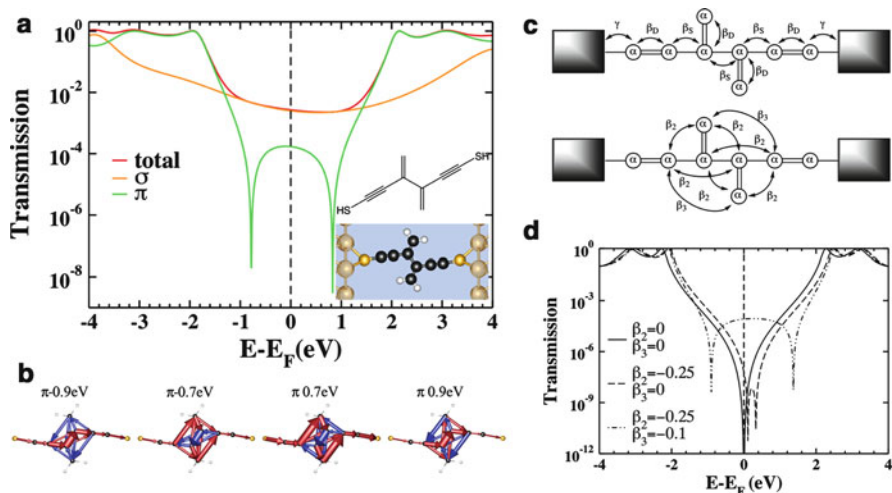 a
Transmission
10^0
10^-2
10^-4
10^-6
10^-8
total
σ
π
SH
HS
-4 -3 -2 -1 0 1 2 3 4
E-E_F(eV)
b
π-0.9eV π-0.7eV π 0.7eV π 0.9eV
c
γ β_D β_S α β_D β_S β_D γ
α α α α α α
β_S β_D
α
β_3
β_2 α β_2
β_2
α α α α α α
β_2 β_2
β_3 α β_2
d
Transmission
10^0
10^-3
10^-6
10^-9
10^-12
β_2=0
β_3=0
β_2=-0.25
β_3=0
β_2=-0.25
β_3=-0.1
-4 -2 0 2 4
E-E_F(eV)